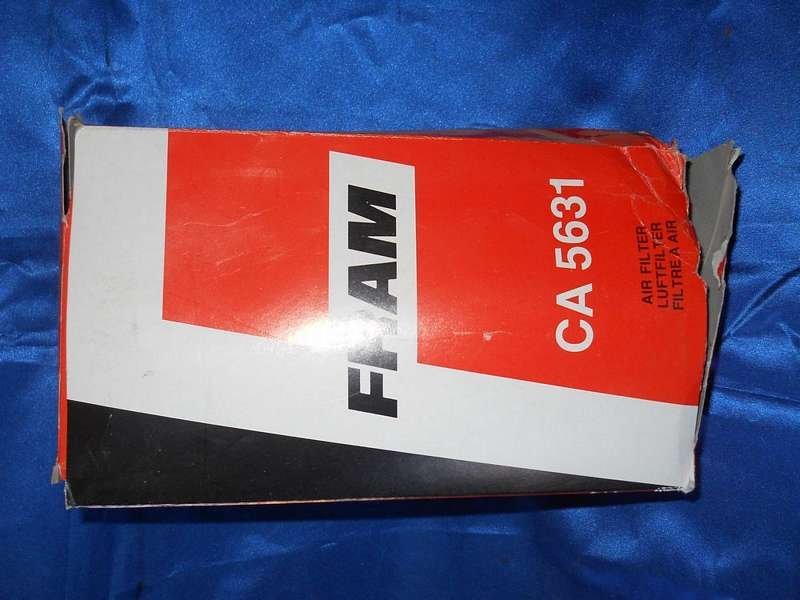 FRAM
CA 5631
AIR FILTER
LUFTFILTER
FILTRE A AIR